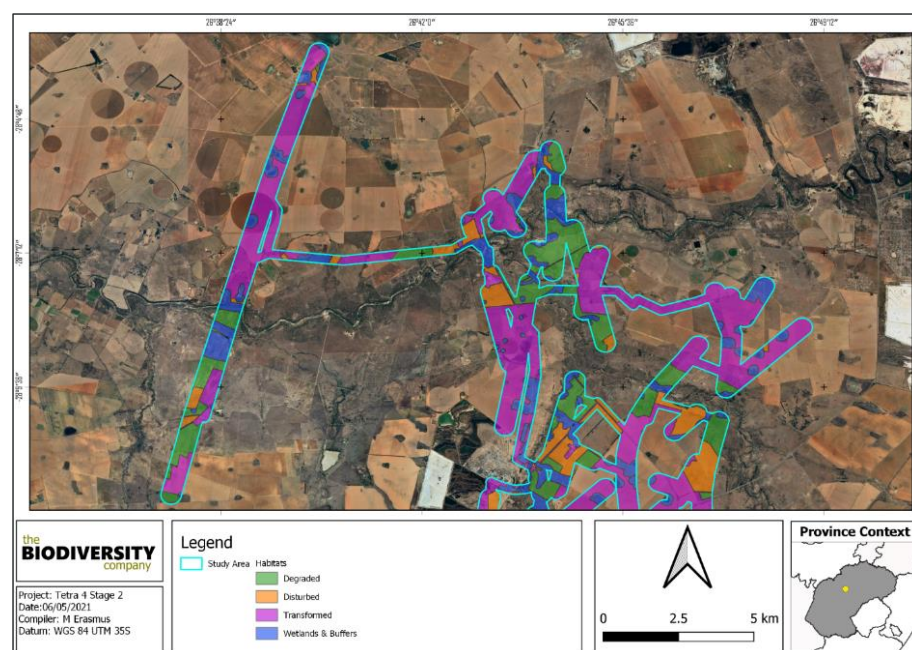 26°38'24" 26°42'0" 26°45'36" 26°49'12"
the
BIODIVERSITY
company
Project: Tetra 4 Stage 2
Date:06/05/2021
Compiler: M Erasmus
Datum: WGS 84 UTM 35S
Legend
Study Area
Habitats
Degraded
Disturbed
Transformed
Wetlands & Buffers
0 2.5 5 km
Province Context